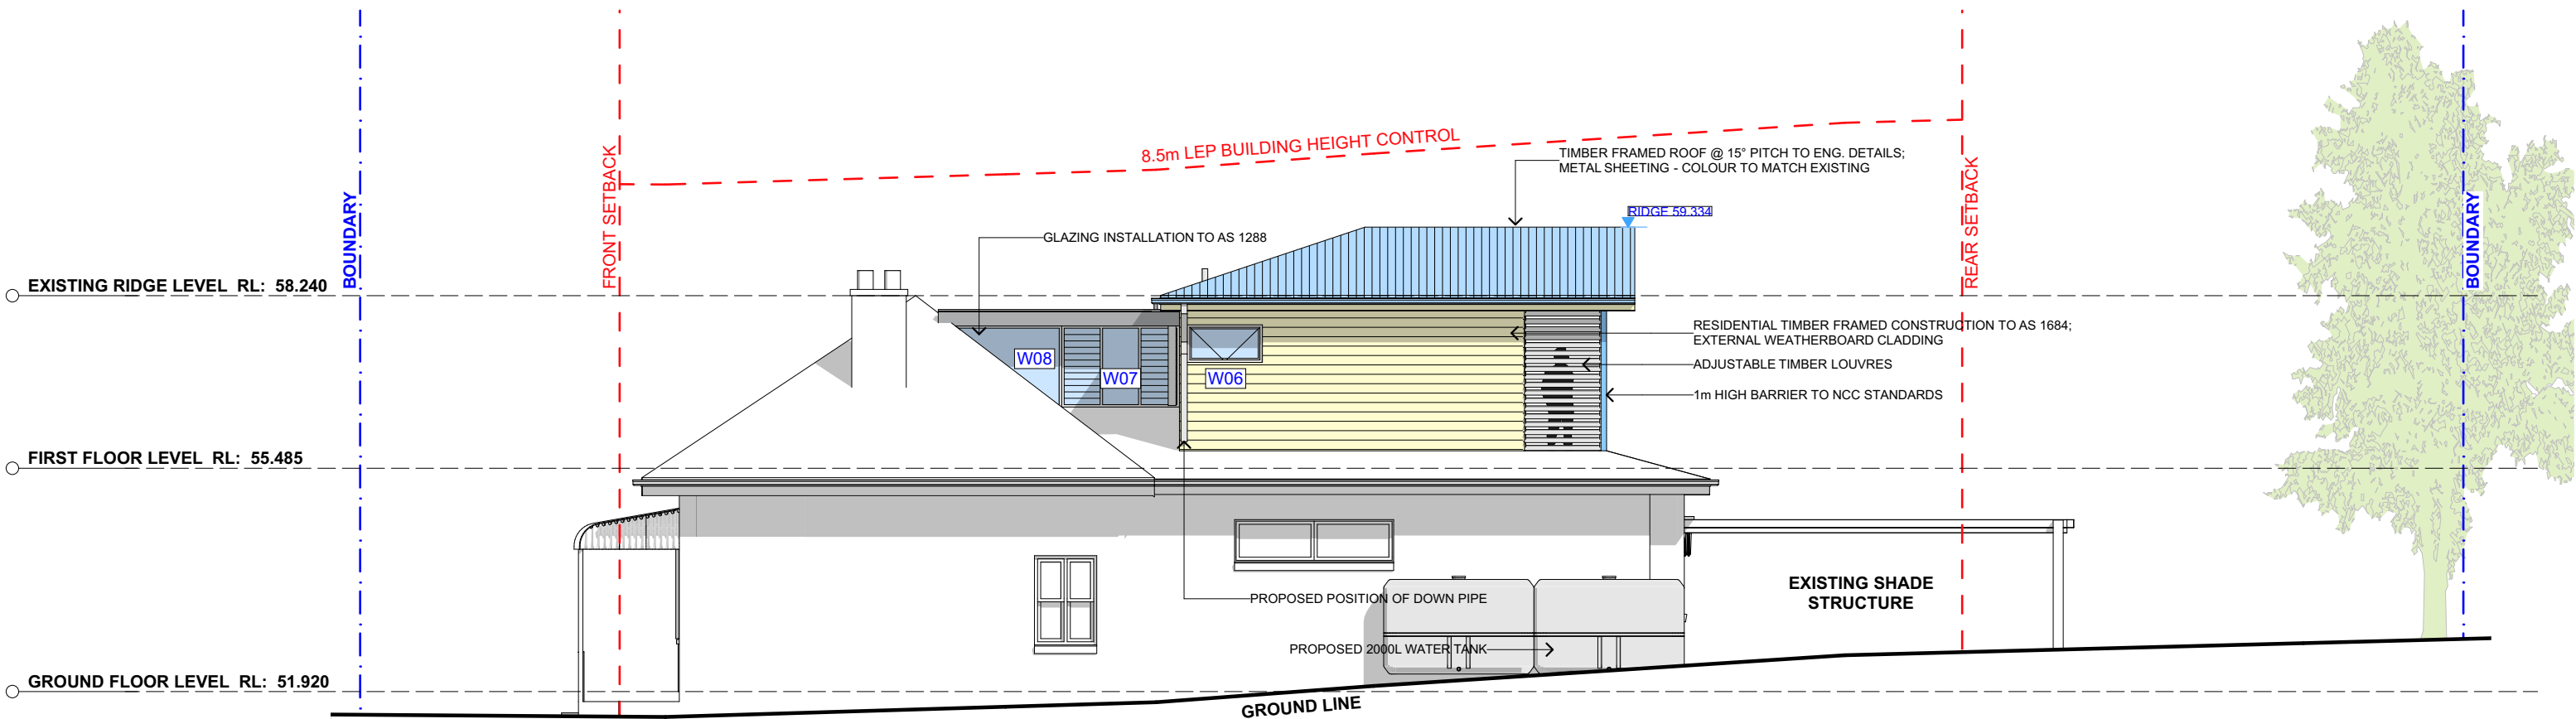 8.5m LEP BUILDING HEIGHT CONTROL
TIMBER FRAMED ROOF @ 15° PITCH TO ENG. DETAILS;
METAL SHEETING - COLOUR TO MATCH EXISTING
BOUNDARY
FRONT SETBACK
REAR SETBACK
BOUNDARY
RIDGE 59.334
GLAZING INSTALLATION TO AS 1288
EXISTING RIDGE LEVEL RL: 58.240
RESIDENTIAL TIMBER FRAMED CONSTRUCTION TO AS 1684;
EXTERNAL WEATHERBOARD CLADDING
W08
W07
W06
ADJUSTABLE TIMBER LOUVRES
1m HIGH BARRIER TO NCC STANDARDS
FIRST FLOOR LEVEL RL: 55.485
EXISTING SHADE
STRUCTURE
PROPOSED POSITION OF DOWN PIPE
PROPOSED 2000L WATER TANK
GROUND FLOOR LEVEL RL: 51.920
GROUND LINE